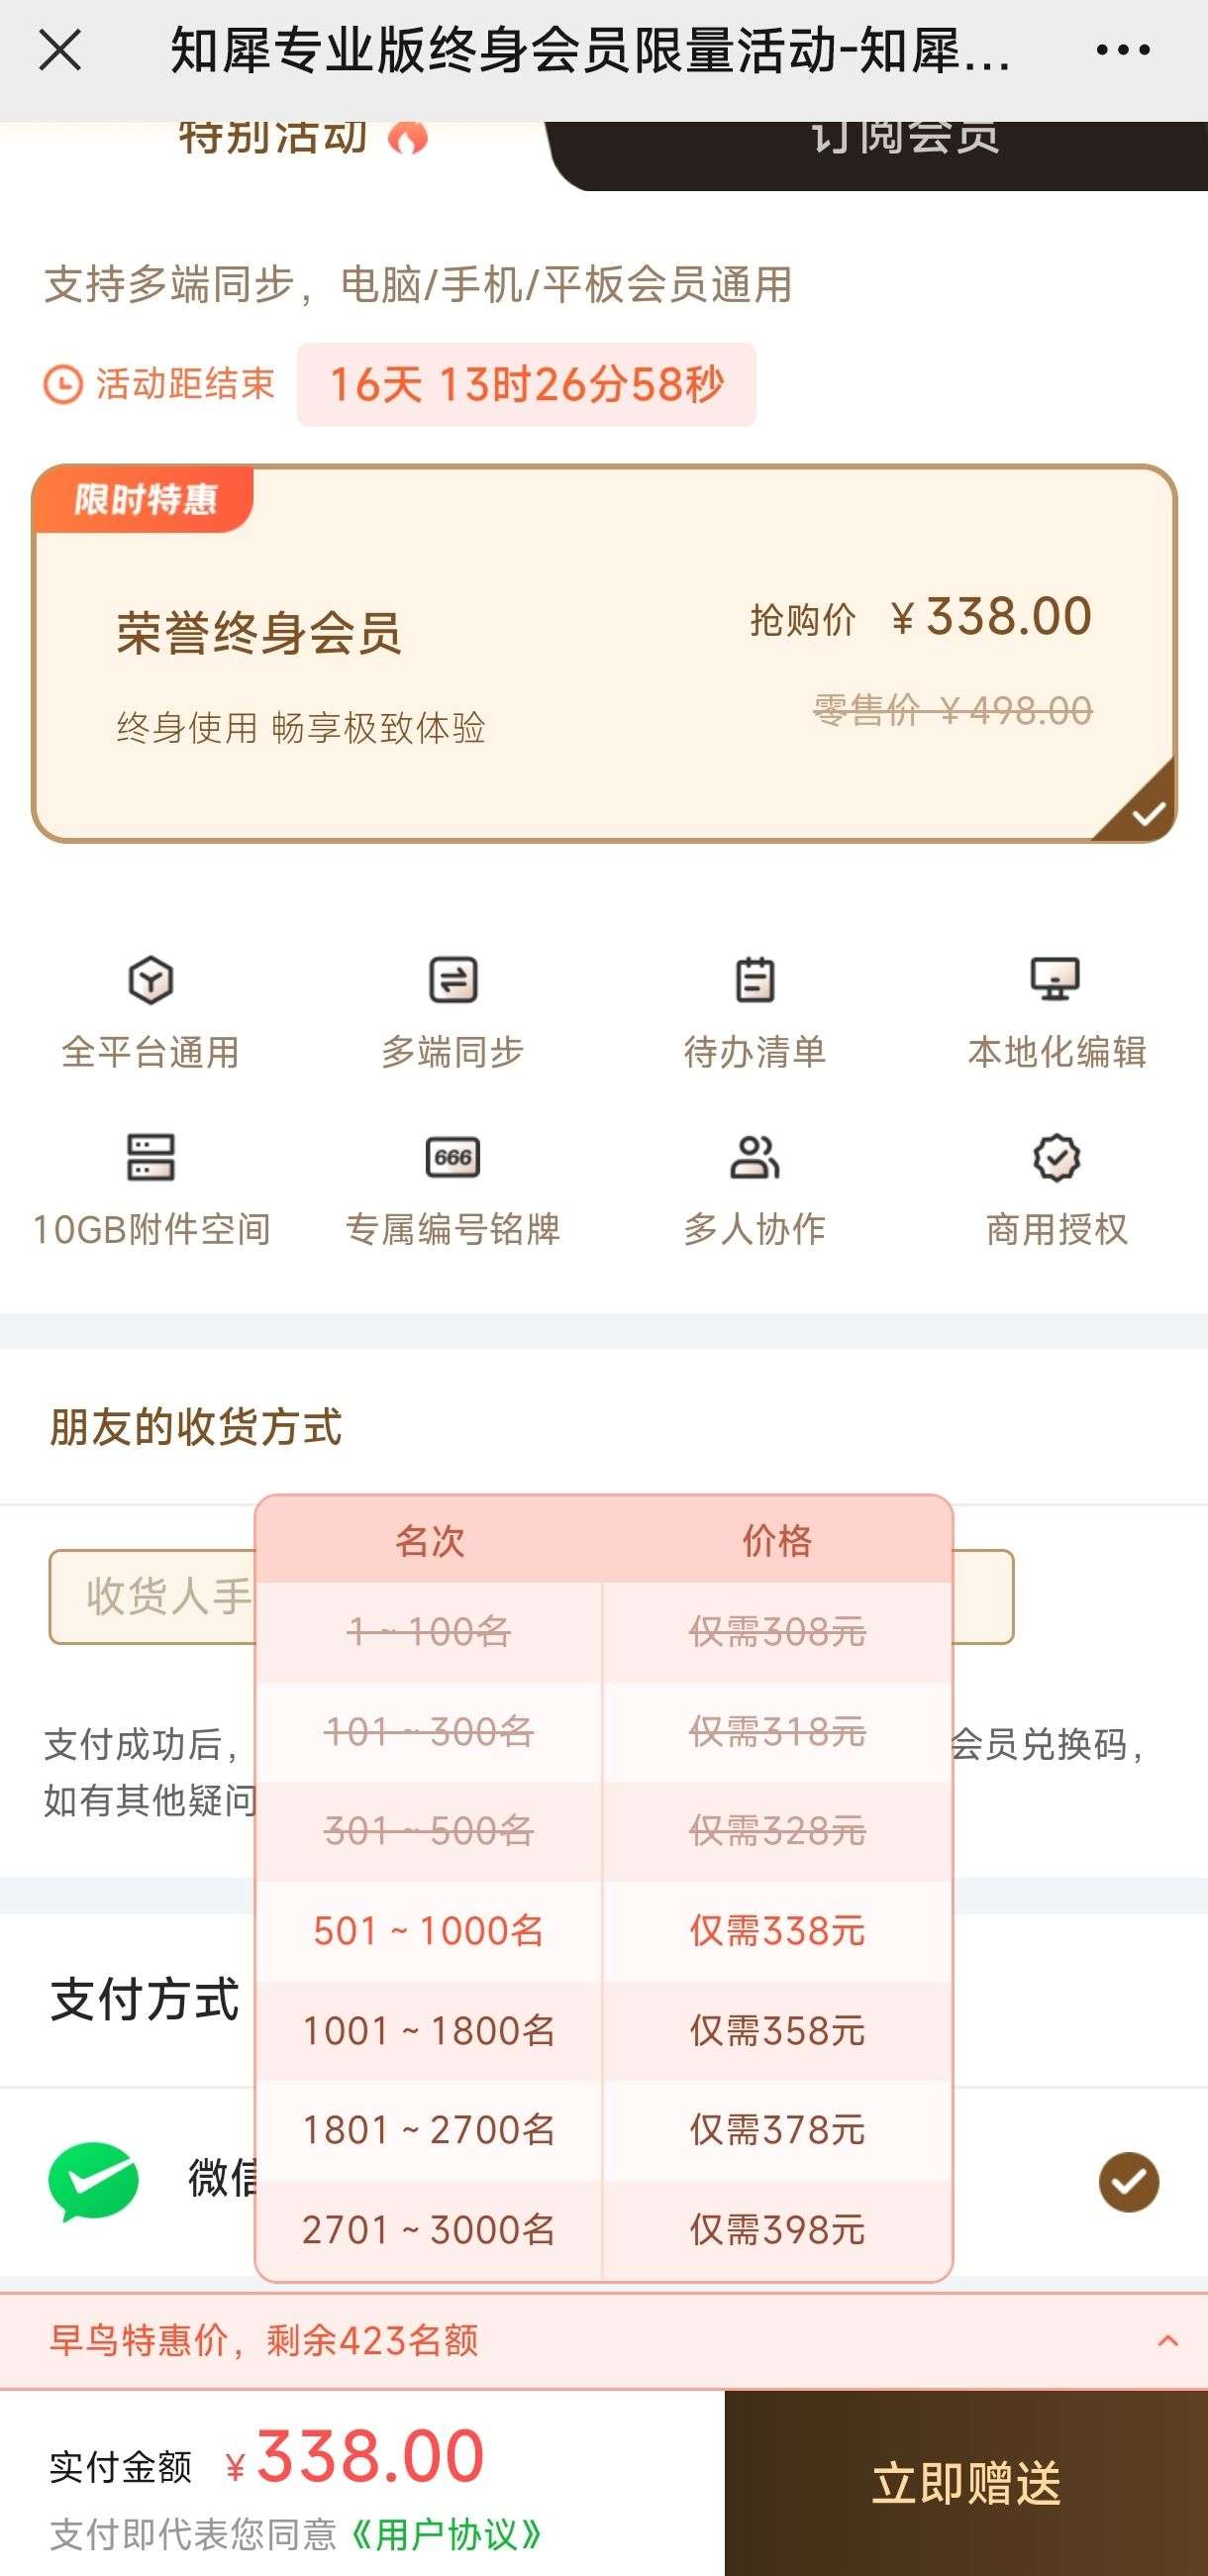 知犀专业版终身会员限量活动-知犀...
特别活动
订阅会员
支持多端同步，电脑/手机/平板会员通用
活动距结束 16天 13时26分58秒
限时特惠
荣誉终身会员
抢购价 ￥338.00
终身使用 畅享极致体验
零售价 ￥498.00
全平台通用 多端同步 待办清单 本地化编辑
666
10GB附件空间 专属编号铭牌 多人协作 商用授权
朋友的收货方式
名次 价格
收货人手
1 ~ 100名 仅需308元
101 ~ 300名 仅需318元
支付成功后， 会员兑换码，
如有其他疑问
301 ~ 500名 仅需328元
501 ~ 1000名 仅需338元
支付方式
1001 ~ 1800名 仅需358元
1801 ~ 2700名 仅需378元
微信
2701 ~ 3000名 仅需398元
早鸟特惠价，剩余423名额
实付金额 ￥338.00
立即赠送
支付即代表您同意《用户协议》